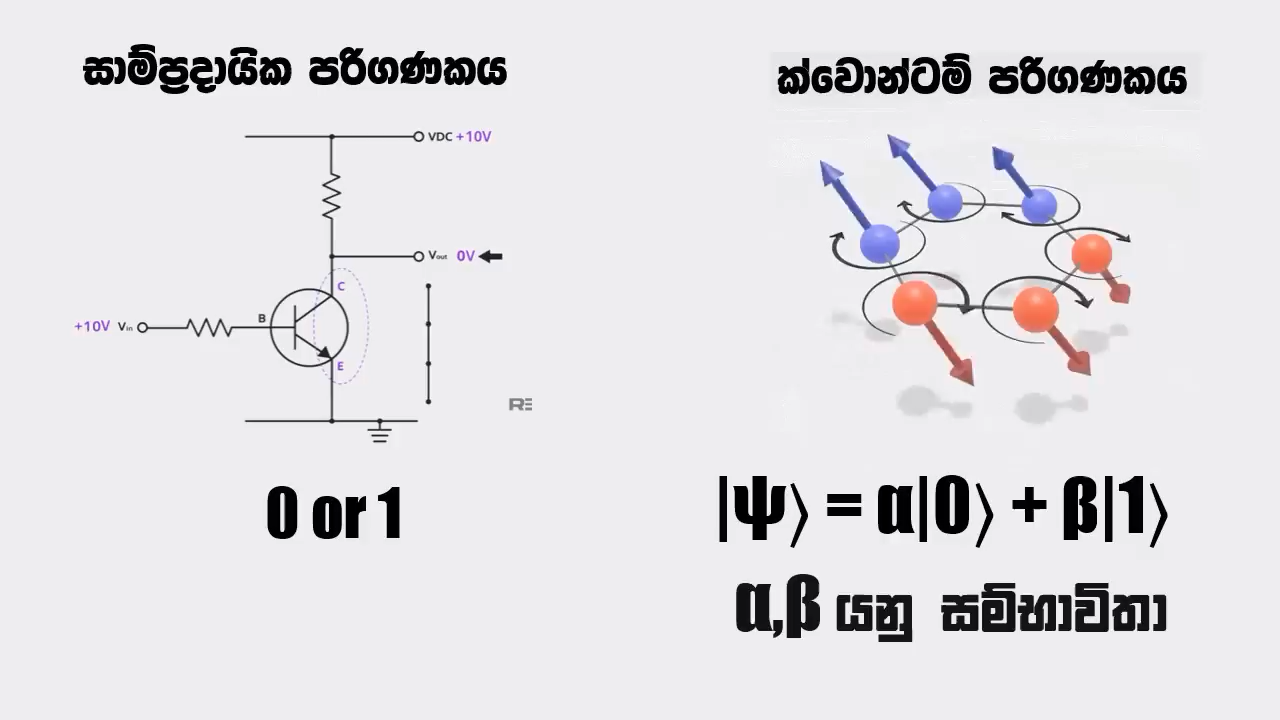 සාම්ප්‍රදායික පරිගණකය
VDC +10V
Vout 0V
C
+10V Vin
B
E
0 or 1
ක්වොන්ටම් පරිගණකය
|ψ⟩ = α|0⟩ + β|1⟩
α,β යනු සම්භාවිතා